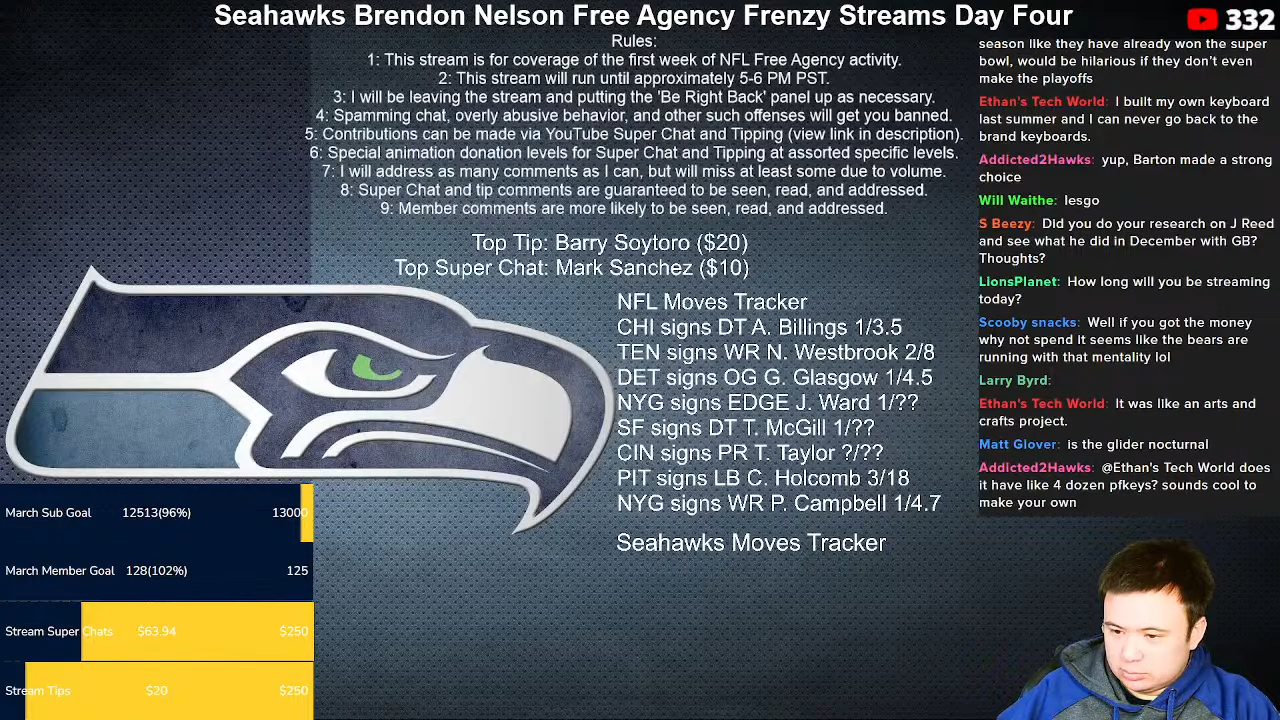 Seahawks Brendon Nelson Free Agency Frenzy Streams Day Four
332
Rules:
1: This stream is for coverage of the first week of NFL Free Agency activity.
2: This stream will run until approximately 5-6 PM PST.
3: I will be leaving the stream and putting the 'Be Right Back' panel up as necessary.
4: Spamming chat, overly abusive behavior, and other such offenses will get you banned.
5: Contributions can be made via YouTube Super Chat and Tipping (view link in description).
6: Special animation donation levels for Super Chat and Tipping at assorted specific levels.
7: I will address as many comments as I can, but will miss at least some due to volume.
8: Super Chat and tip comments are guaranteed to be seen, read, and addressed.
9: Member comments are more likely to be seen, read, and addressed.
Top Tip: Barry Soytoro ($20)
Top Super Chat: Mark Sanchez ($10)
NFL Moves Tracker
CHI signs DT A. Billings 1/3.5
TEN signs WR N. Westbrook 2/8
DET signs OG G. Glasgow 1/4.5
NYG signs EDGE J. Ward 1/??
SF signs DT T. McGill 1/??
CIN signs PR T. Taylor ?/??
PIT signs LB C. Holcomb 3/18
NYG signs WR P. Campbell 1/4.7
Seahawks Moves Tracker
March Sub Goal 12513(96%) 13000
March Member Goal 128(102%) 125
Stream Super Chats $63.94 $250
Stream Tips $20 $250
season like they have already won the super
bowl, would be hilarious if they don't even
make the playoffs
Ethan's Tech World: I built my own keyboard
last summer and I can never go back to the
brand keyboards.
Addicted2Hawks: yup, Barton made a strong
choice
Will Waithe: lesgo
S Beezy: Did you do your research on J Reed
and see what he did in December with GB?
Thoughts?
LionsPlanet: How long will you be streaming
today?
Scooby snacks: Well if you got the money
why not spend It seems like the bears are
running with that mentality lol
Larry Byrd:
Ethan's Tech World: It was like an arts and
crafts project.
Matt Glover: is the glider nocturnal
Addicted2Hawks: @Ethan's Tech World does
it have like 4 dozen pfkeys? sounds cool to
make your own